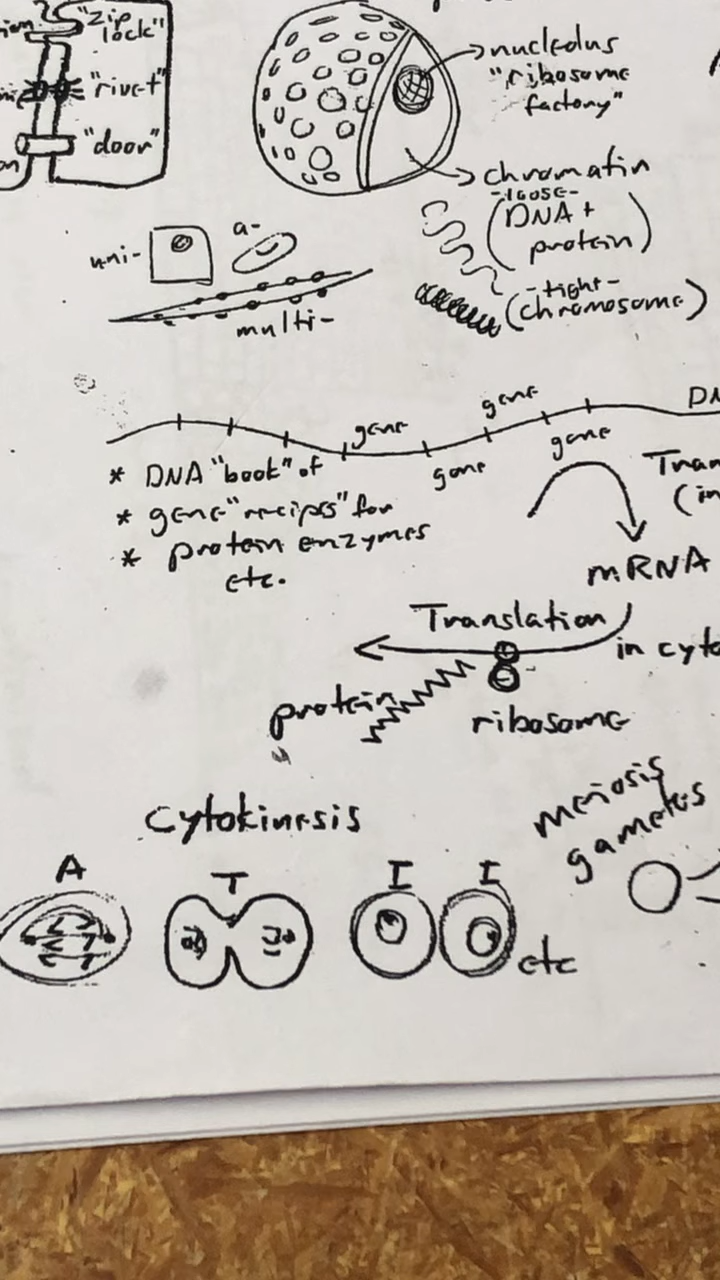 "Zip
lock"
"rivet"
"door"
nucleolus
"ribosome
factory"
chromatin
-loose-
(DNA +
protein)
-tight-
(chromosome)
uni-
a-
multi-
gene
gene
gene
gene
* DNA "book" of
* gene "recipes" for
* protein enzymes
etc.
mRNA
Translation
in cyto
protein
ribosome
cytokinesis
meiosis
gametes
A
T
I
I
etc